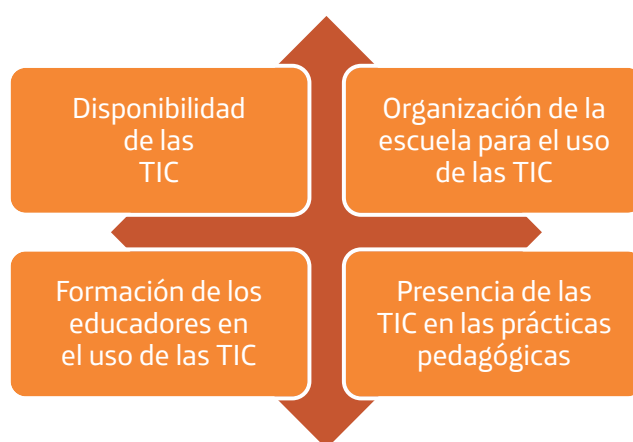 Disponibilidad
de las
TIC
Organización de la
escuela para el uso
de las TIC
Formación de los
educadores en
el uso de las TIC
Presencia de las
TIC en las prácticas
pedagógicas